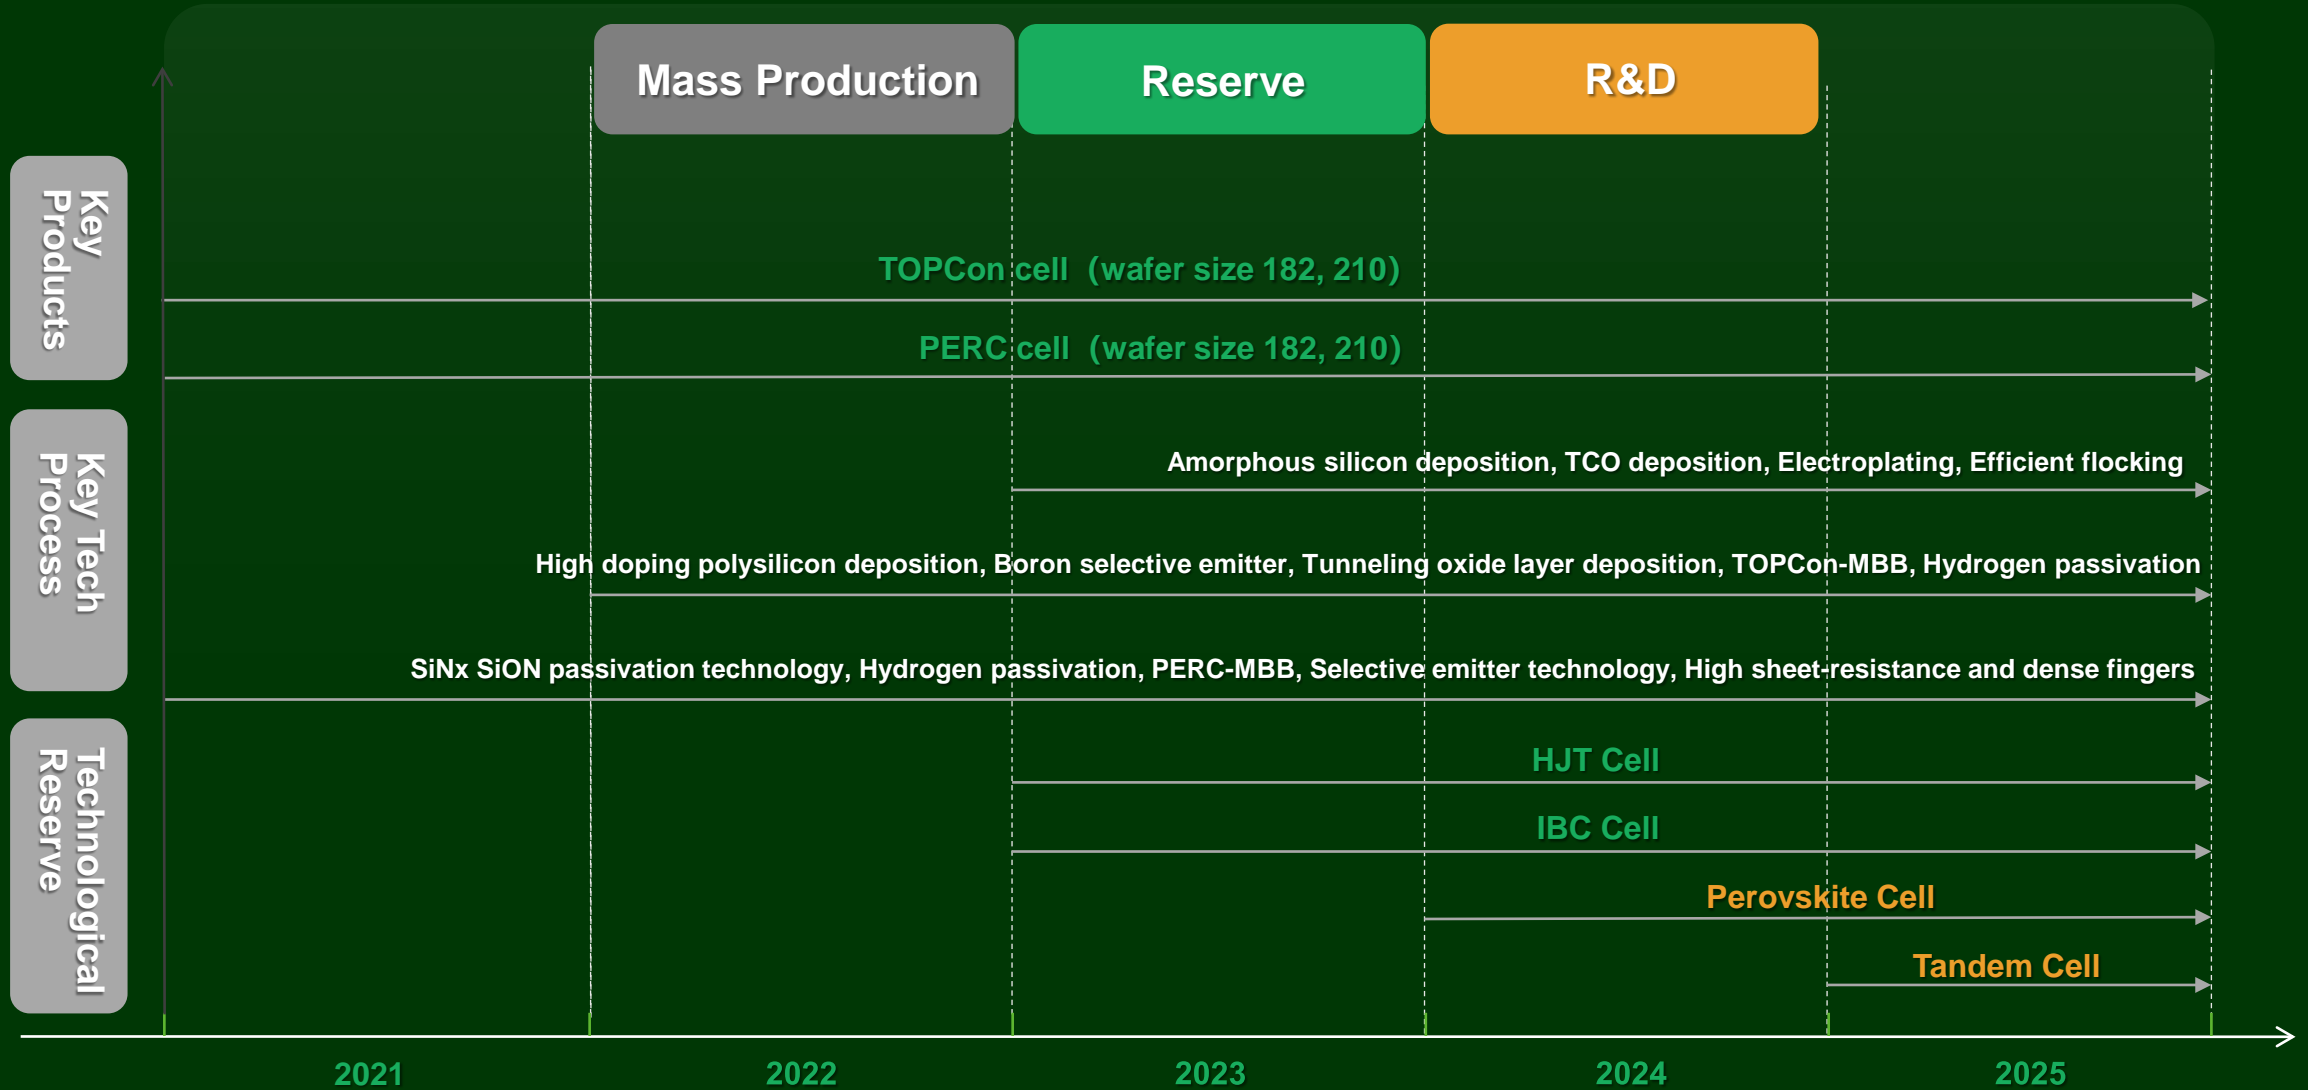 Mass Production
Reserve
R&D
Key
Products
TOPCon cell（wafer size 182, 210）
PERC cell（wafer size 182, 210）
Key Tech
Process
Amorphous silicon deposition, TCO deposition, Electroplating, Efficient flocking
High doping polysilicon deposition, Boron selective emitter, Tunneling oxide layer deposition, TOPCon-MBB, Hydrogen passivation
SiNx SiON passivation technology, Hydrogen passivation, PERC-MBB, Selective emitter technology, High sheet-resistance and dense fingers
Technological
Reserve
HJT Cell
IBC Cell
Perovskite Cell
Tandem Cell
2021
2022
2023
2024
2025